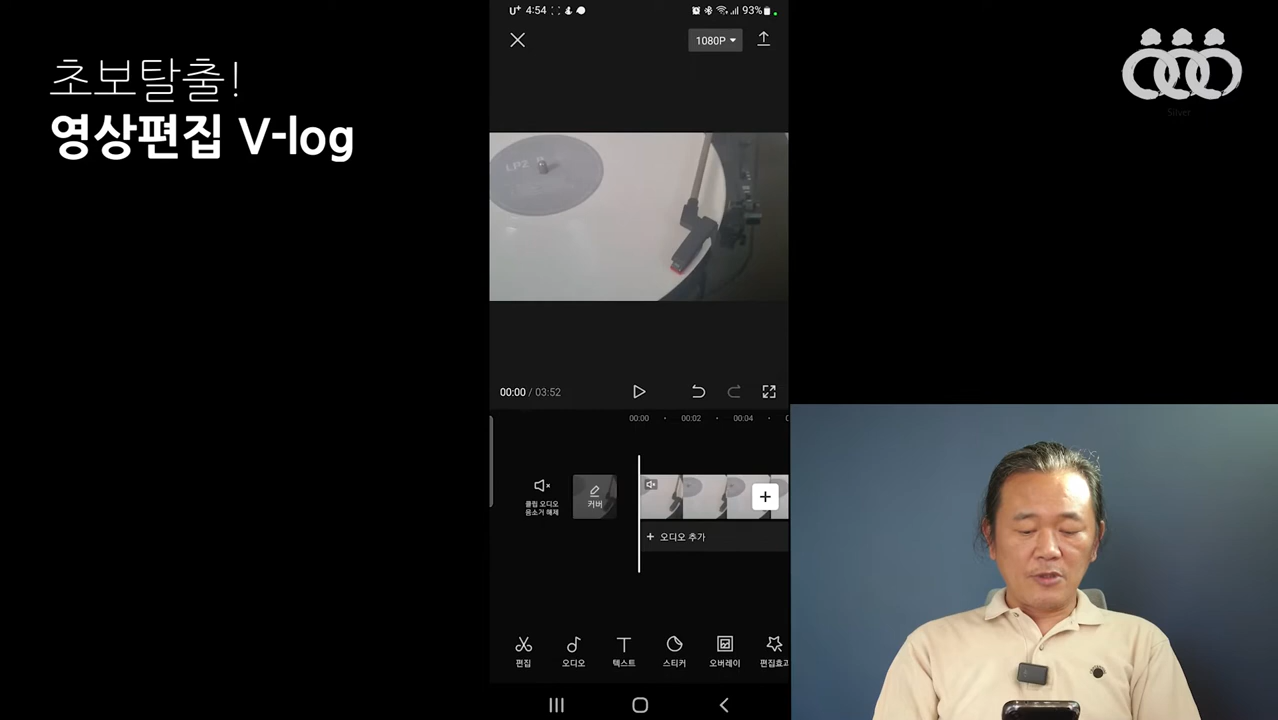 초보탈출!
영상편집 V-log
Silver
U+ 4:54
93%
1080P
LP2
00:00 / 03:52
00:00 00:02 00:04
클립 오디오
음소거 해제
커버
+ 오디오 추가
편집 오디오 텍스트 스티커 오버레이 편집효과